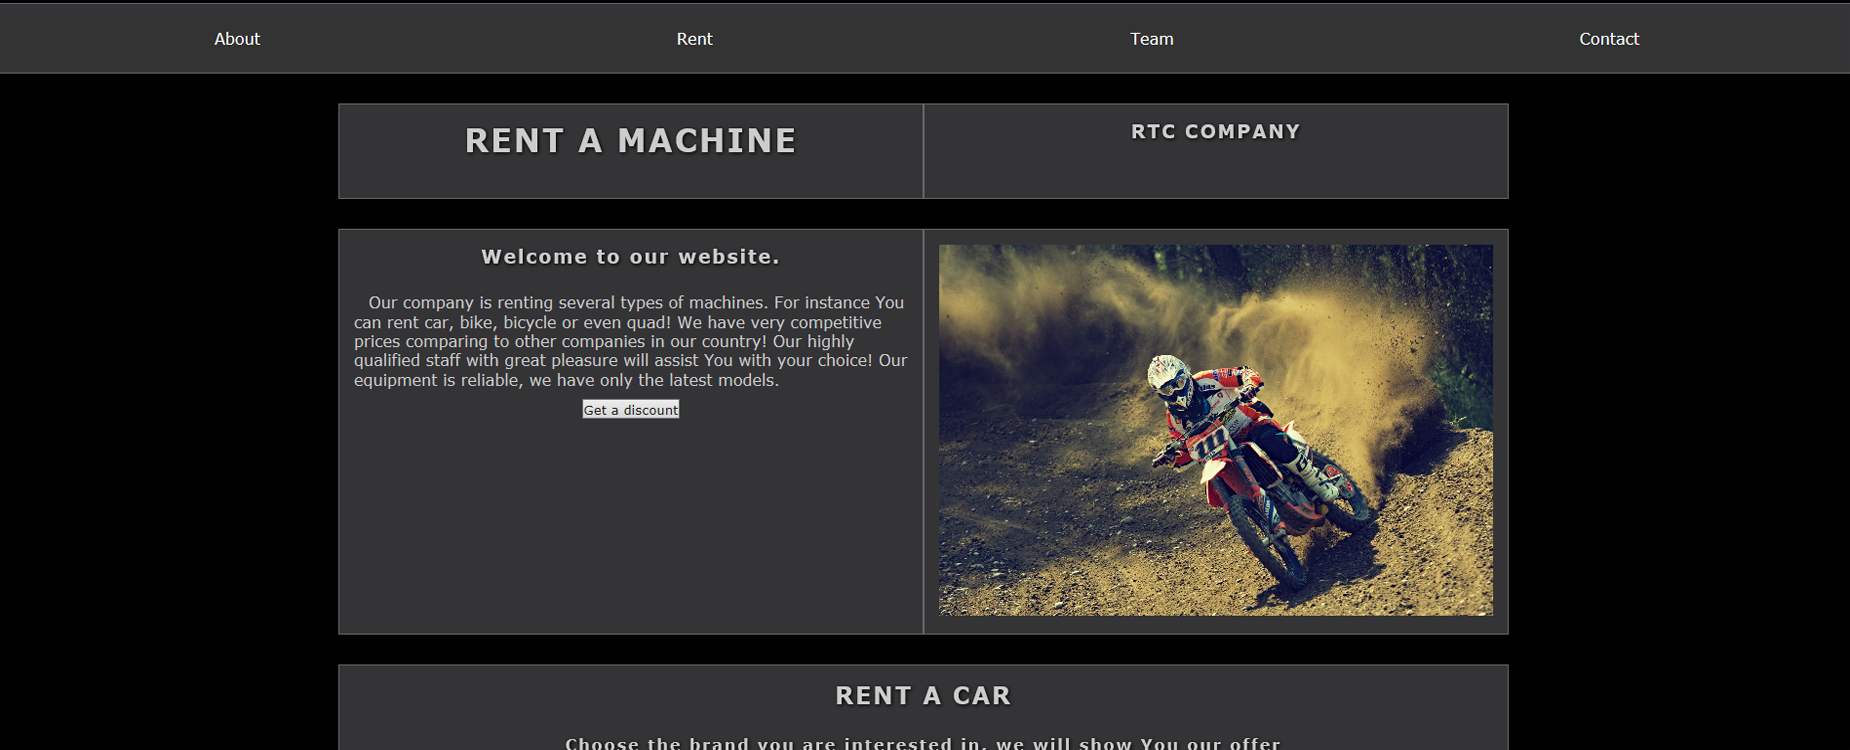 About Rent Team Contact
RENT A MACHINE
RTC COMPANY
Welcome to our website.
Our company is renting several types of machines. For instance You
can rent car, bike, bicycle or even quad! We have very competitive
prices comparing to other companies in our country! Our highly
qualified staff with great pleasure will assist You with your choice! Our
equipment is reliable, we have only the latest models.
Get a discount
RENT A CAR
Choose the brand you are interested in, we will show You our offer